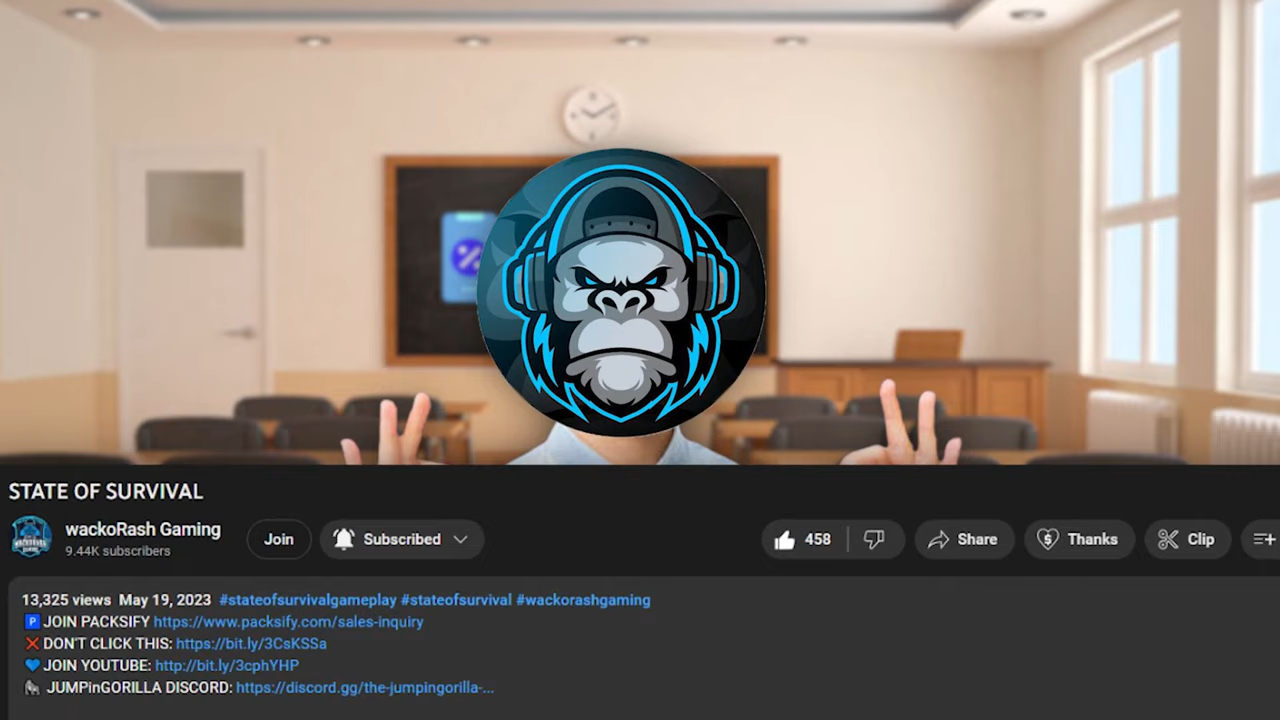 STATE OF SURVIVAL
wackoRash Gaming
9.44K subscribers
Join
Subscribed
458
Share
Thanks
Clip
13,325 views May 19, 2023 #stateofsurvivalgameplay #stateofsurvival #wackorashgaming
P JOIN PACKSIFY https://www.packsify.com/sales-inquiry
❌ DON'T CLICK THIS: https://bit.ly/3CsKSSa
💙 JOIN YOUTUBE: http://bit.ly/3cphYHP
🦍 JUMPinGORILLA DISCORD: https://discord.gg/the-jumpingorilla-...